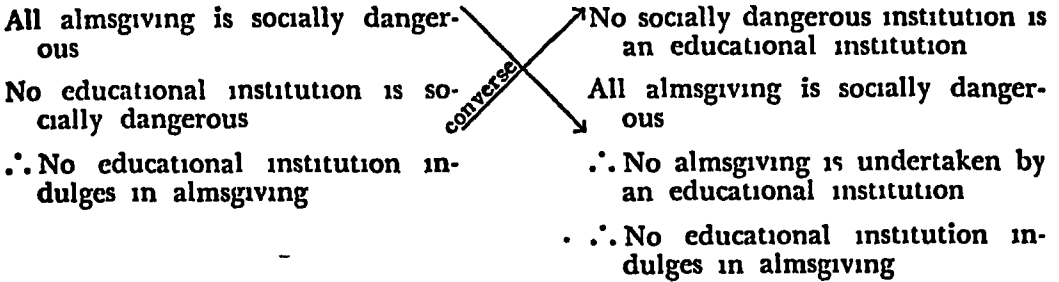 All almsgiving is socially danger-
ous
No educational institution is so-
cially dangerous
∴ No educational institution in-
dulges in almsgiving
converse
No socially dangerous institution is
an educational institution
All almsgiving is socially danger-
ous
∴ No almsgiving is undertaken by
an educational institution
∴ No educational institution in-
dulges in almsgiving